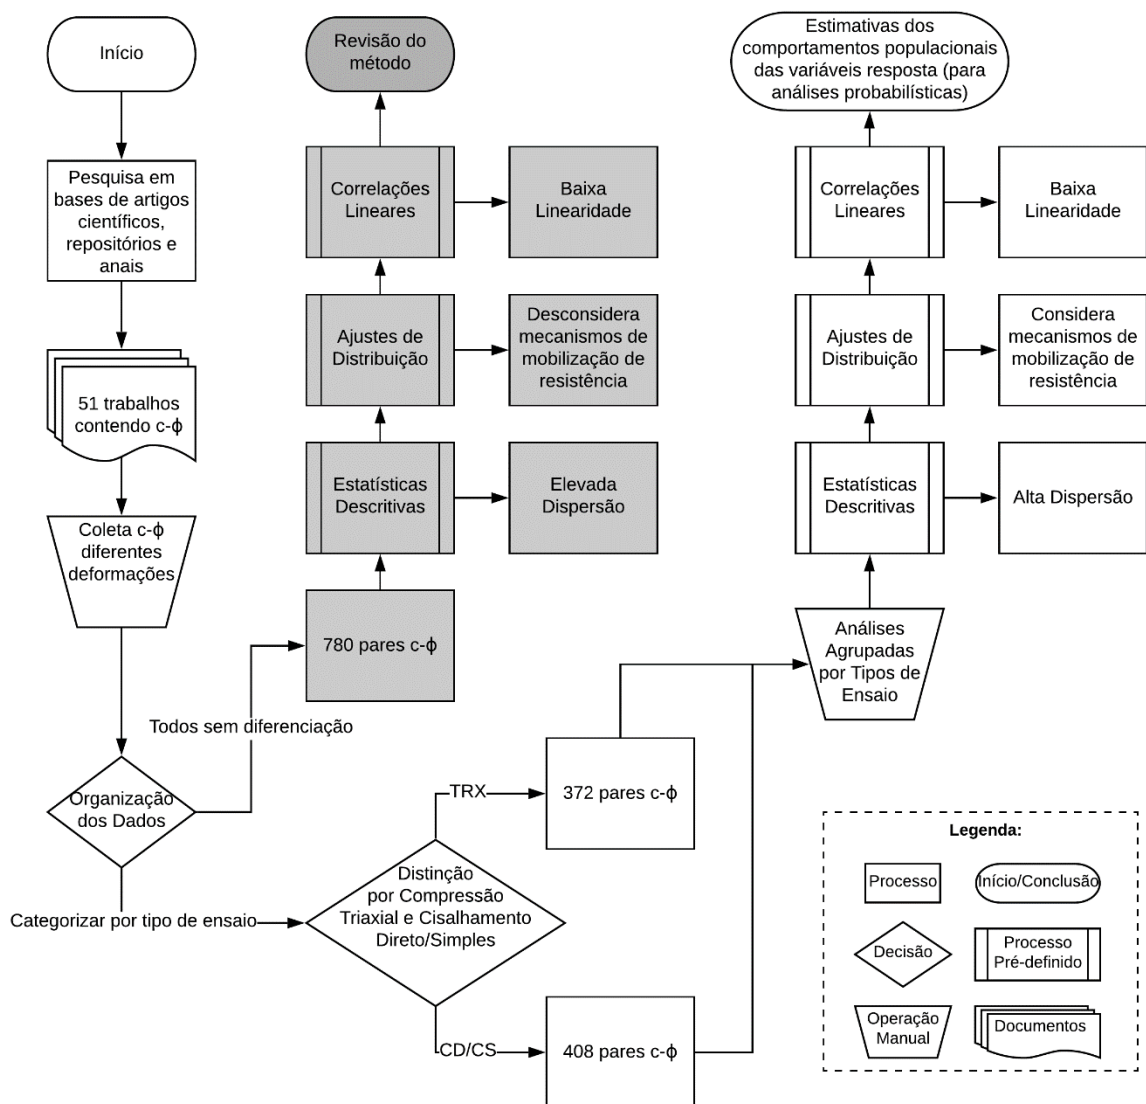 Início
Pesquisa em
bases de artigos
científicos,
repositórios e
anais
51 trabalhos
contendo c-ϕ
Coleta c-ϕ
diferentes
deformações
Organização
dos Dados
Todos sem diferenciação
Categorizar por tipo de ensaio
780 pares c-ϕ
Estatísticas
Descritivas
Elevada
Dispersão
Ajustes de
Distribuição
Desconsidera
mecanismos de
mobilização de
resistência
Correlações
Lineares
Baixa
Linearidade
Revisão do
método
Distinção
por Compressão
Triaxial e Cisalhamento
Direto/Simples
TRX
372 pares c-ϕ
CD/CS
408 pares c-ϕ
Análises
Agrupadas
por Tipos de
Ensaio
Estatísticas
Descritivas
Alta Dispersão
Ajustes de
Distribuição
Considera
mecanismos de
mobilização de
resistência
Correlações
Lineares
Baixa
Linearidade
Estimativas dos
comportamentos populacionais
das variáveis resposta (para
análises probabilísticas)
Legenda:
Processo
Início/Conclusão
Decisão
Processo
Pré-definido
Operação
Manual
Documentos